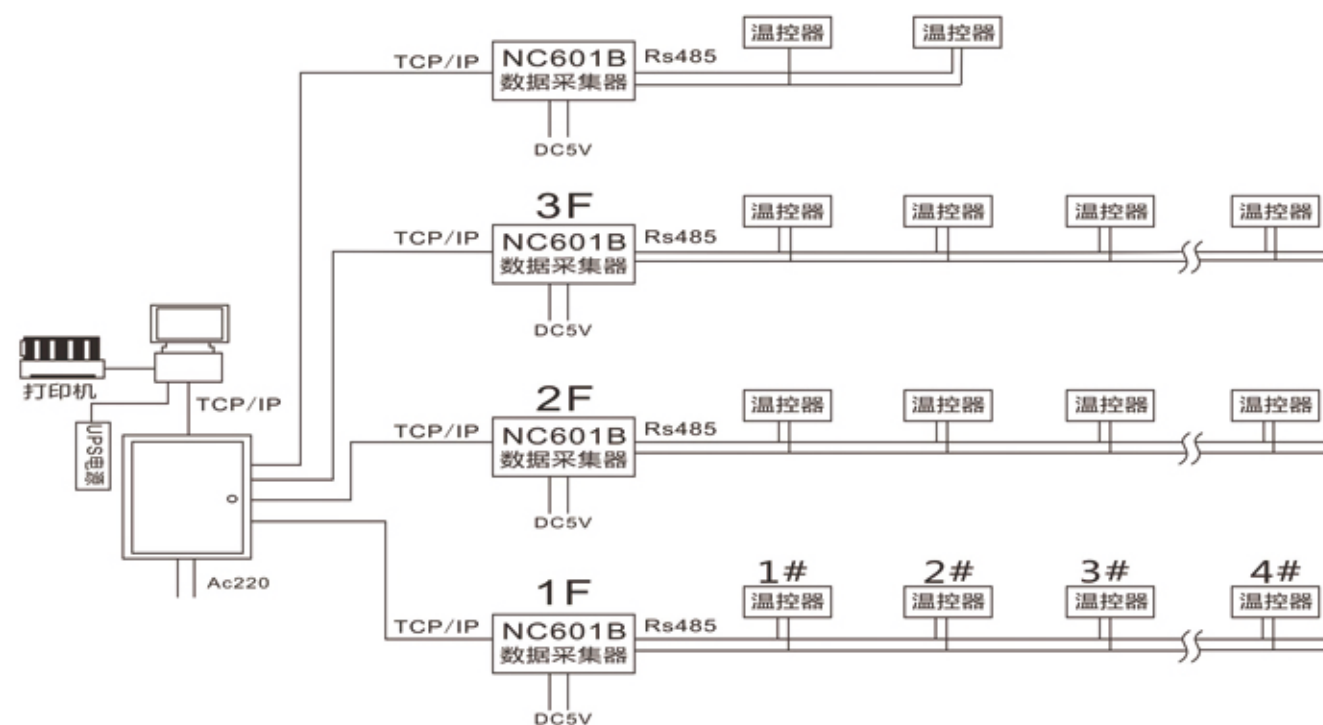 温控器
温控器
TCP/IP
NC601B
数据采集器
Rs485
DC5V
3F
温控器
温控器
温控器
温控器
TCP/IP
NC601B
数据采集器
Rs485
DC5V
打印机
TCP/IP
UPS电源
2F
温控器
温控器
温控器
温控器
TCP/IP
NC601B
数据采集器
Rs485
DC5V
Ac220
1F
1#
2#
3#
4#
温控器
温控器
温控器
温控器
TCP/IP
NC601B
数据采集器
Rs485
DC5V